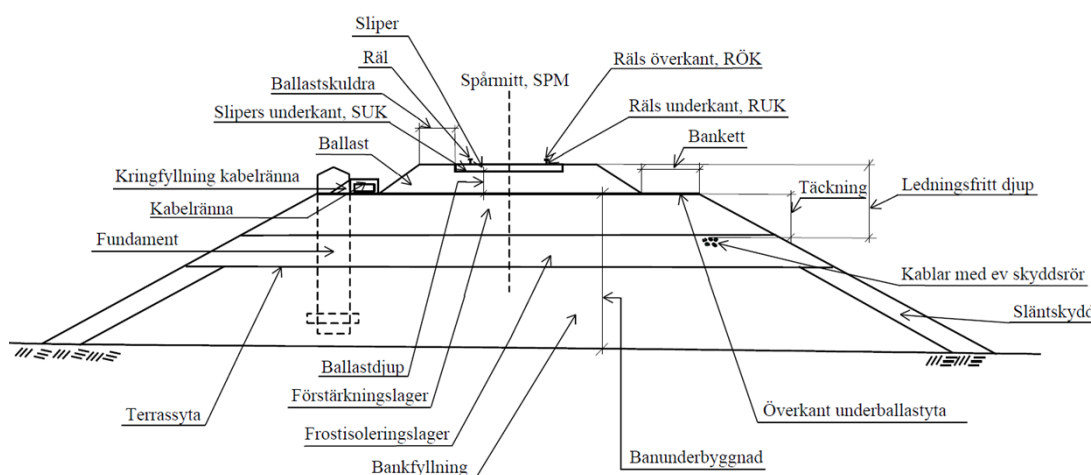 Sliper
Räl
Ballastskuldra
Slipers underkant, SUK
Spårmitt, SPM
Räls överkant, RÖK
Räls underkant, RUK
Bankett
Ballast
Kringfyllning kabelränna
Kabelränna
Täckning
Ledningsfritt djup
Fundament
Kablar med ev skyddsrör
Släntskydd
Ballastdjup
Förstärkningslager
Terrassyta
Överkant underballastyta
Frostisoleringslager
Bankfyllning
Banunderbyggnad